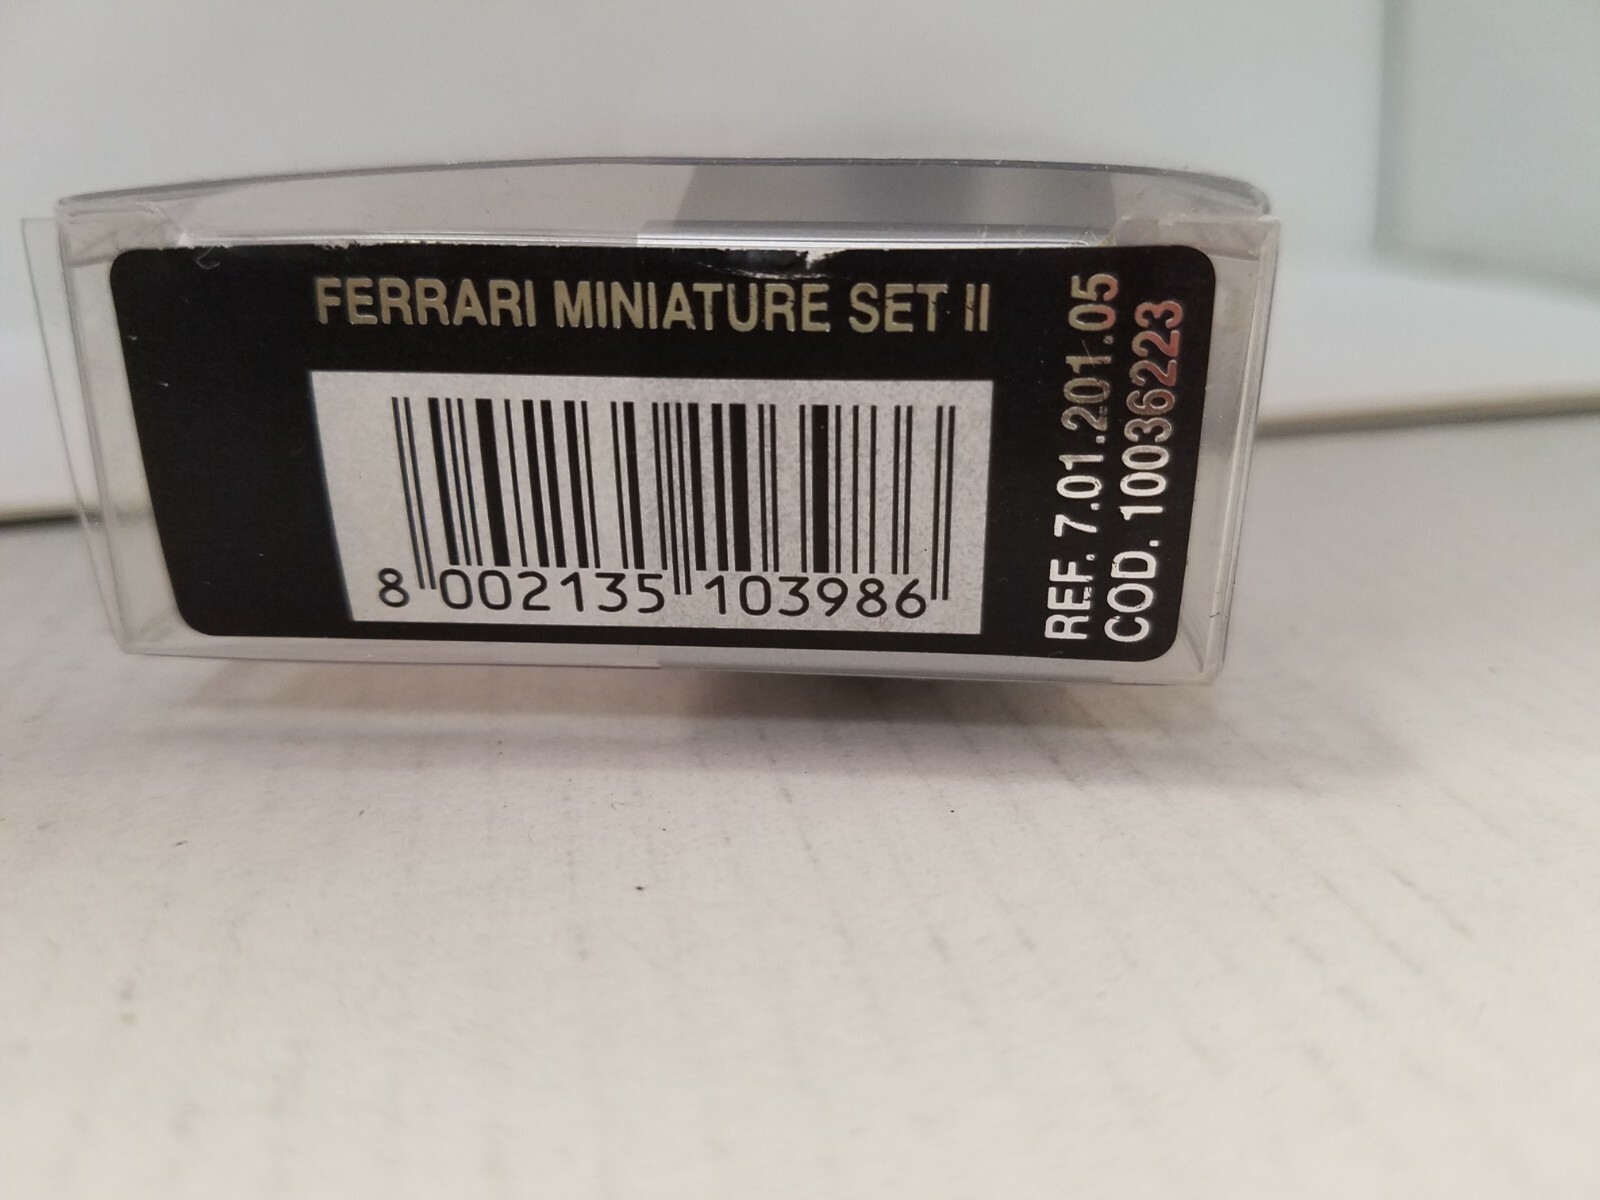 FERRARI MINIATURE SET II
8 002135 103986
REF. 7.01.201.05
COD. 10036223